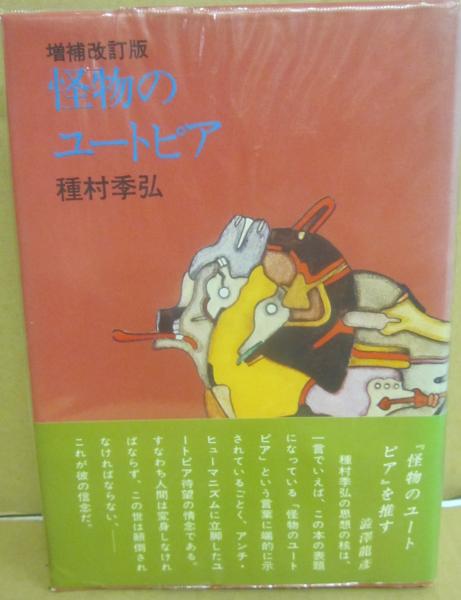 増補改訂版
怪物の
ユートピア
種村季弘
『怪物のユート
ピア』を推す
澁澤龍彦
種村季弘の思想の核は、
一言でいえば、この本の表題
になっている「怪物のユート
ピア」という言葉に端的に示
されているごとく、アンチ・
ヒューマニズムに立脚したユ
ートピア待望の情念である。
すなわち人間は変身しなけれ
ばならず、この世は顚倒され
なければならない、――
これが彼の信念だ。